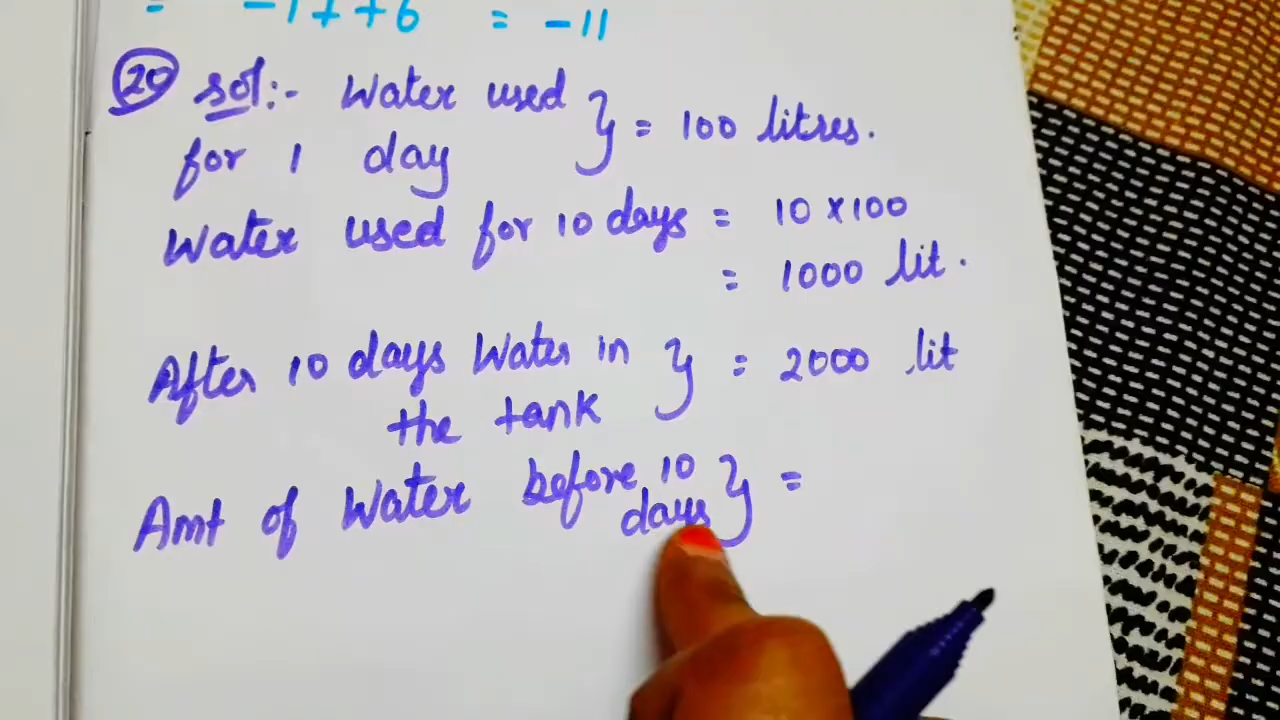 = -17 + +6 = -11
20 Sol:- Water used
for 1 day } = 100 litres.
Water used for 10 days = 10 x 100
= 1000 lit.
After 10 days Water in
the tank } = 2000 lit
Amt of Water before 10
days } =